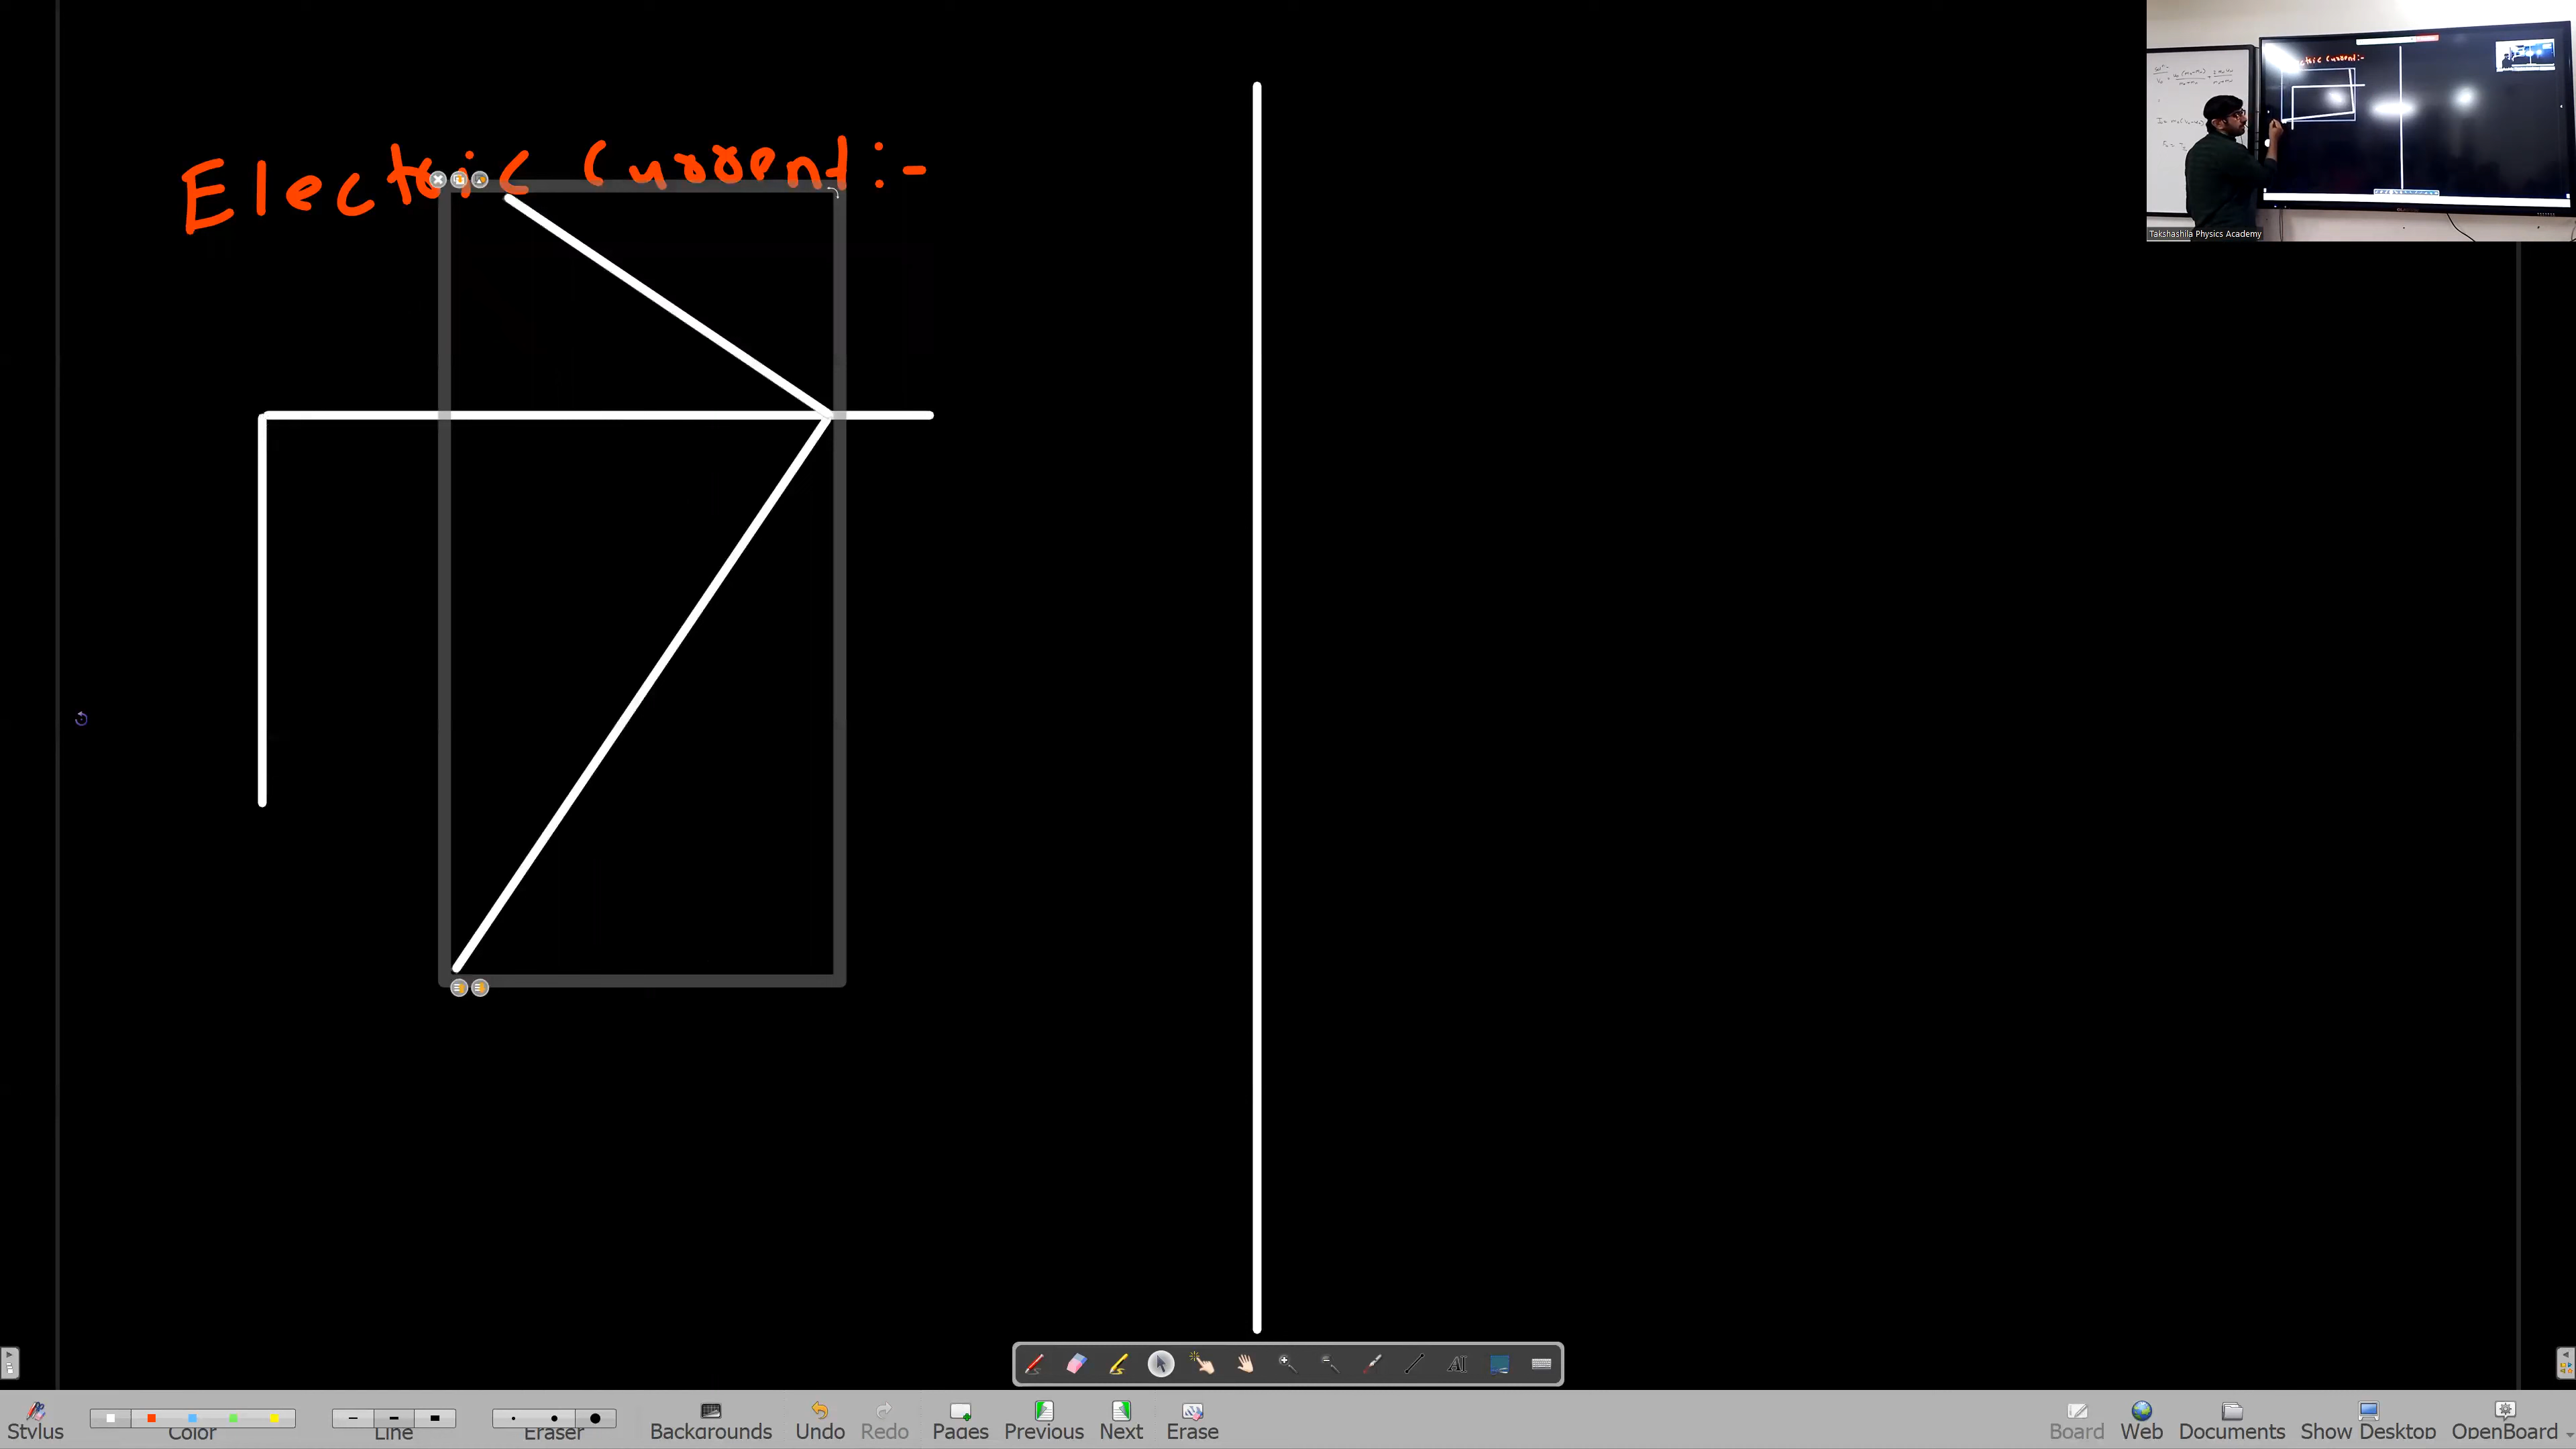 Electric Current:-
Takshashila Physics Academy
Stylus
Color
Line
Eraser
Backgrounds
Undo
Redo
Pages
Previous
Next
Erase
Board
Web
Documents
Show Desktop
OpenBoard
AI